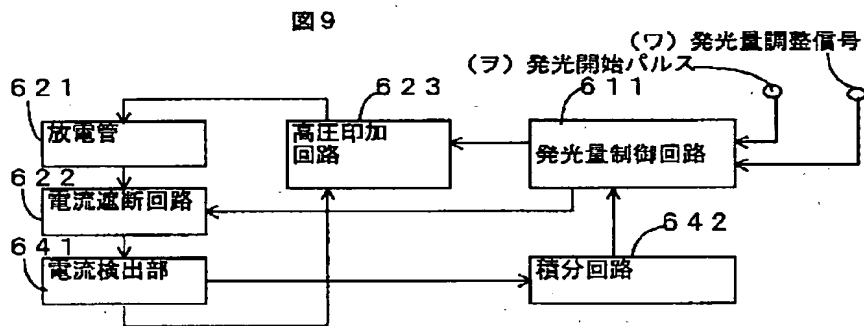 図9
(ワ)発光量調整信号
(ヲ)発光開始パルス
621
623
611
放電管
高圧印加
回路
発光量制御回路
622
電流遮断回路
641
642
電流検出部
積分回路